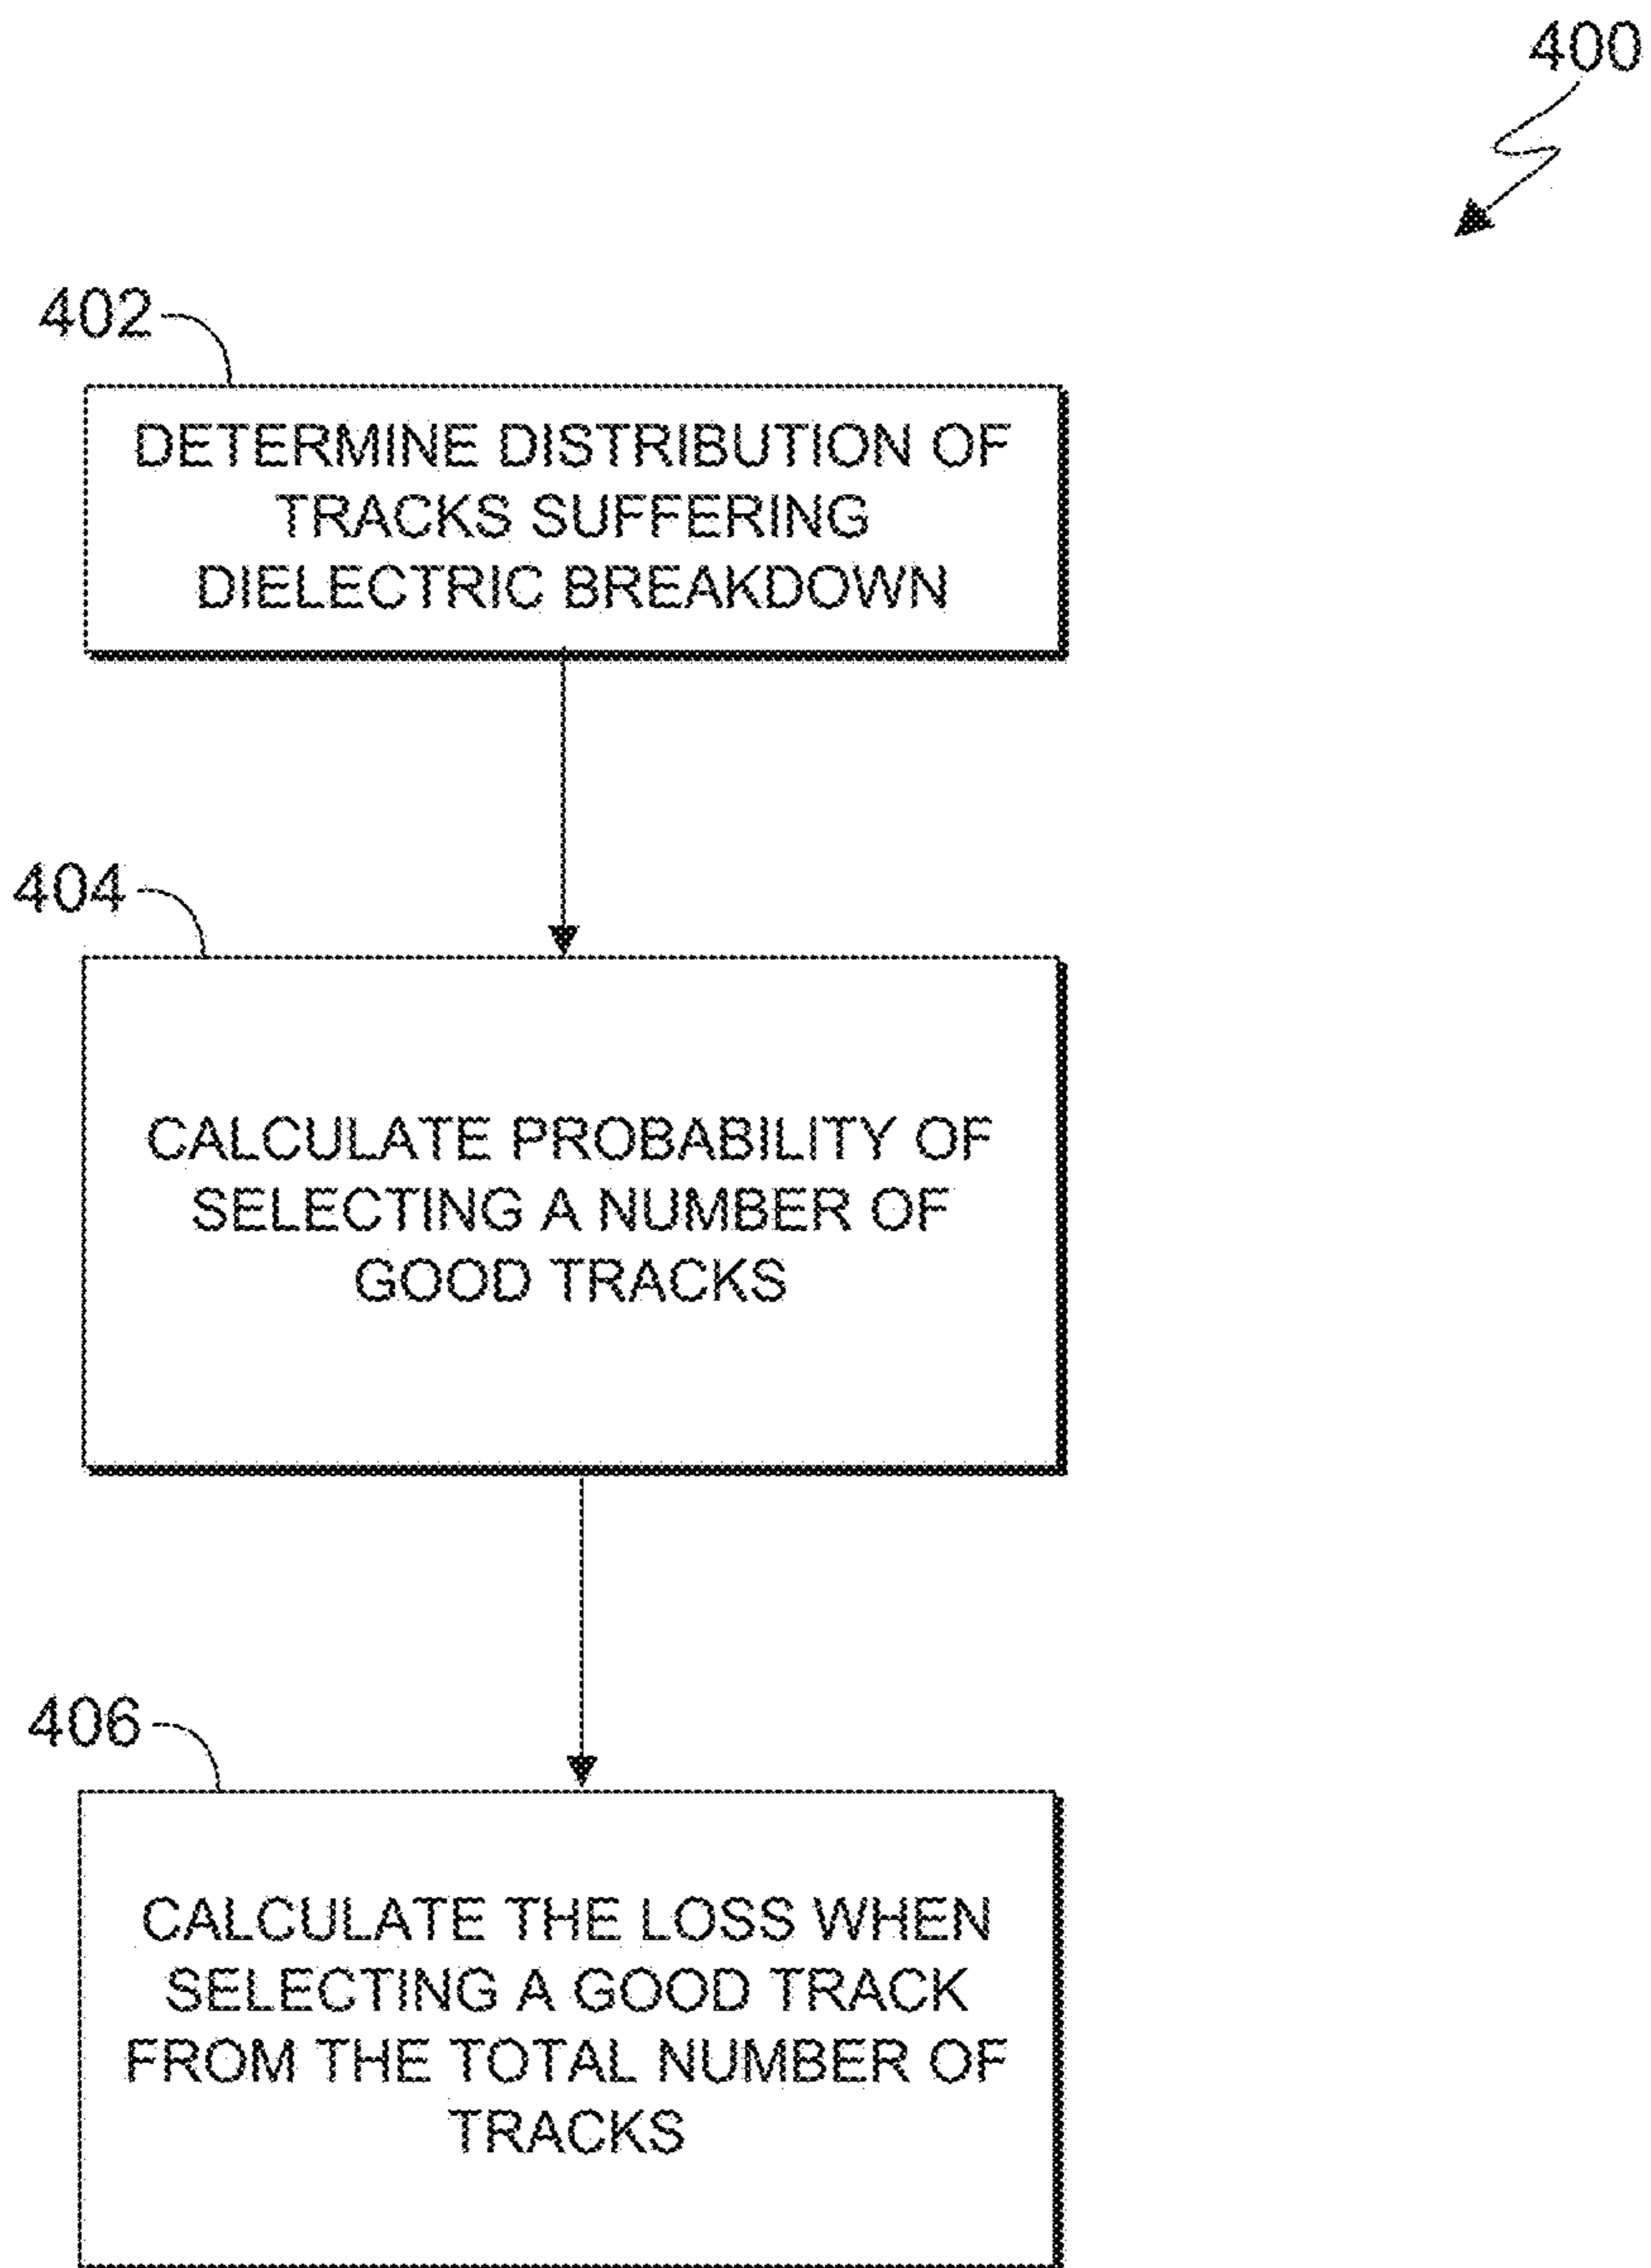 400
402
DETERMINE DISTRIBUTION OF
TRACKS SUFFERING
DIELECTRIC BREAKDOWN
404
CALCULATE PROBABILITY OF
SELECTING A NUMBER OF
GOOD TRACKS
406
CALCULATE THE LOSS WHEN
SELECTING A GOOD TRACK
FROM THE TOTAL NUMBER OF
TRACKS